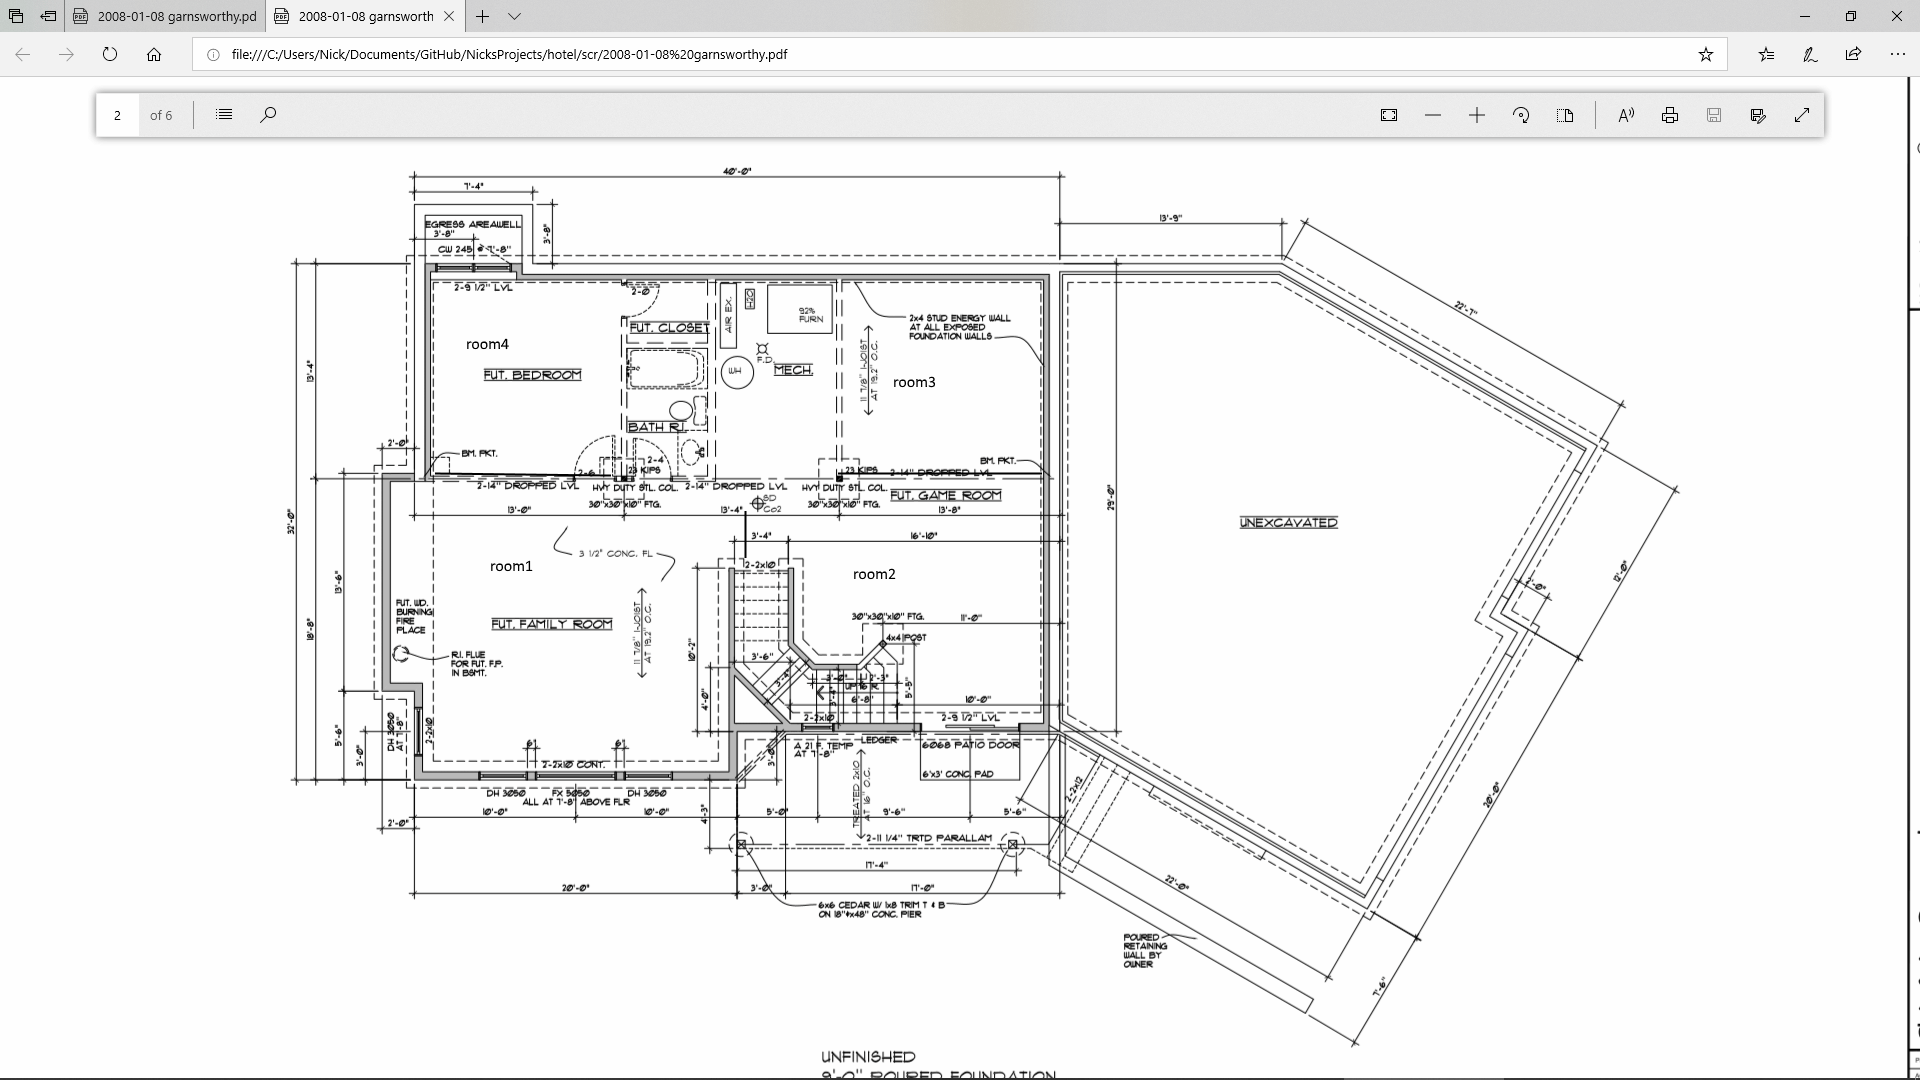 2008-01-08 garnsworthy.pd
2008-01-08 garnsworth
file:///C:/Users/Nick/Documents/GitHub/NicksProjects/hotel/scr/2008-01-08%20garnsworthy.pdf
2 of 6
40'-0"
7'-4"
EGRESS AREAWELL
3'-8"
3'-8"
CW 245 @ 7'-8"
13'-9"
22'-7"
2-9 1/2" LVL
2-0
FUT. CLOSET
AIR EX.
H2O
92%
FURN
2x4 STUD ENERGY WALL
AT ALL EXPOSED
FOUNDATION WALLS
room4
FUT. BEDROOM
F.D.
WH
MECH.
11 7/8" I-JOIST
AT 19.2" O.C.
room3
13'-4"
BATH R.I.
2'-0"
BM. PKT.
2-6
2-4
23 KIPS
23 KIPS
2-14" DROPPED LVL
BM. PKT.
2-14" DROPPED LVL
HVY DUTY STL. COL.
2-14" DROPPED LVL
HVY DUTY STL. COL.
FUT. GAME ROOM
30"x30"x10" FTG.
SD
Co2
30"x30"x10" FTG.
13'-0"
13'-4"
13'-8"
32'-0"
29'-0"
UNEXCAVATED
3 1/2" CONC. FL
3'-4"
16'-10"
2-2x10
room1
room2
13'-6"
12'-0"
2'-0"
FUT. WD.
BURNING
FIRE
PLACE
FUT. FAMILY ROOM
11 7/8" I-JOIST
AT 19.2" O.C.
30"x30"x10" FTG.
11'-0"
4x4 POST
18'-8"
10'-2"
R.I. FLUE
FOR FUT. F.P.
IN BSMT.
3'-6"
3'-4"
3'-0"
2'-3"
UP 16 R.
3'-4"
6'-8"
5'-5"
4'-0"
10'-0"
2-2x10
2-9 1/2" LVL
5'-6"
3'-0"
DH 3050
AT 7'-8"
2-2x10
6"
6"
2-2x10 CONT.
3'-0"
A 21 F. TEMP
AT 7'-8"
LEDGER
6068 PATIO DOOR
6'x3' CONC. PAD
DH 3050
FX 5050
DH 3050
ALL AT 7'-8" ABOVE FLR
TREATED 2x10
AT 16" O.C.
2-2x12
20'-0"
10'-0"
10'-0"
4'-3"
5'-0"
9'-6"
5'-6"
2'-0"
2-11 1/4" TRTD PARALLAM
17'-4"
22'-0"
20'-0"
3'-0"
17'-0"
6x6 CEDAR W/ 1x8 TRIM T & B
ON 18"x48" CONC. PIER
POURED
RETAINING
WALL BY
OWNER
7'-6"
UNFINISHED
9'-0" POURED FOUNDATION